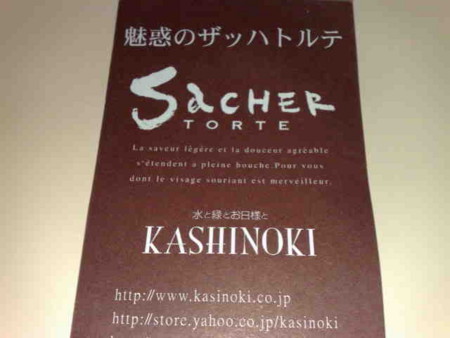 魅惑のザッハトルテ
SACHER
TORTE
La saveur légère et la douceur agréable
s'étendent à pleine bouche.Pour vous
dont le visage souriant est merveilleur.
水と緑とお日様と
KASHINOKI
http://www.kasinoki.co.jp
http://store.yahoo.co.jp/kasinoki